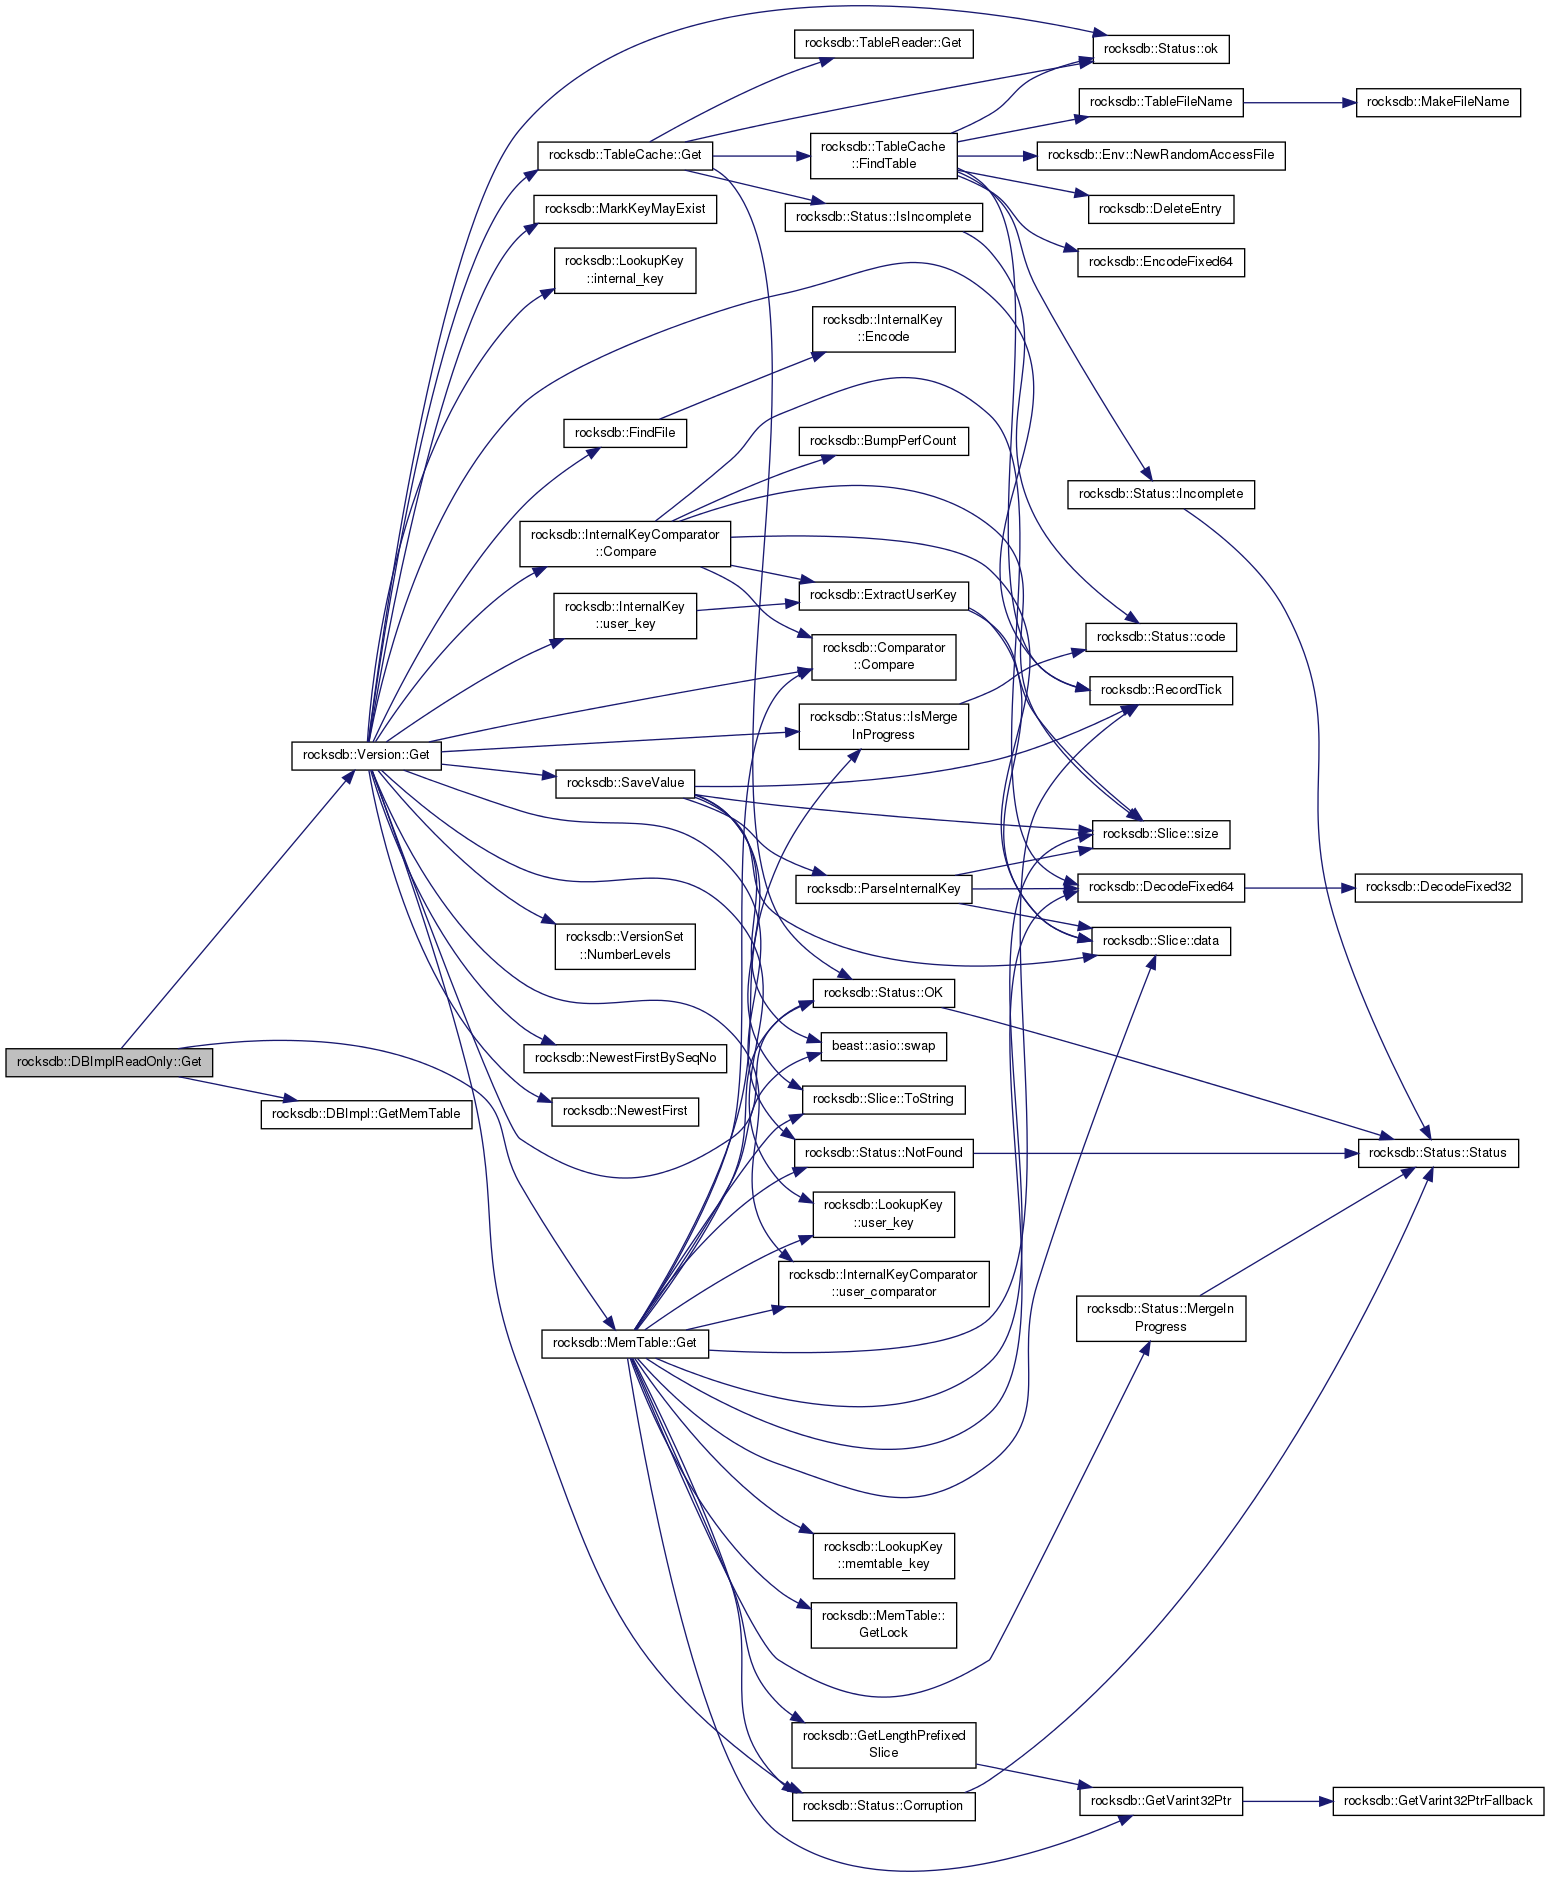 rocksdb::TableReader::Get
rocksdb::Status::ok
rocksdb::TableFileName
rocksdb::MakeFileName
rocksdb::TableCache::Get
rocksdb::TableCache
::FindTable
rocksdb::Env::NewRandomAccessFile
rocksdb::MarkKeyMayExist
rocksdb::Status::IsIncomplete
rocksdb::DeleteEntry
rocksdb::LookupKey
::internal_key
rocksdb::EncodeFixed64
rocksdb::InternalKey
::Encode
rocksdb::FindFile
rocksdb::BumpPerfCount
rocksdb::Status::Incomplete
rocksdb::InternalKeyComparator
::Compare
rocksdb::ExtractUserKey
rocksdb::InternalKey
::user_key
rocksdb::Status::code
rocksdb::Comparator
::Compare
rocksdb::RecordTick
rocksdb::Status::IsMerge
InProgress
rocksdb::Version::Get
rocksdb::SaveValue
rocksdb::Slice::size
rocksdb::ParseInternalKey
rocksdb::DecodeFixed64
rocksdb::DecodeFixed32
rocksdb::VersionSet
::NumberLevels
rocksdb::Slice::data
rocksdb::Status::OK
rocksdb::NewestFirstBySeqNo
beast::asio::swap
rocksdb::DBImplReadOnly::Get
rocksdb::DBImpl::GetMemTable
rocksdb::NewestFirst
rocksdb::Slice::ToString
rocksdb::Status::NotFound
rocksdb::Status::Status
rocksdb::LookupKey
::user_key
rocksdb::InternalKeyComparator
::user_comparator
rocksdb::Status::MergeIn
Progress
rocksdb::MemTable::Get
rocksdb::LookupKey
::memtable_key
rocksdb::MemTable::
GetLock
rocksdb::GetLengthPrefixed
Slice
rocksdb::Status::Corruption
rocksdb::GetVarint32Ptr
rocksdb::GetVarint32PtrFallback